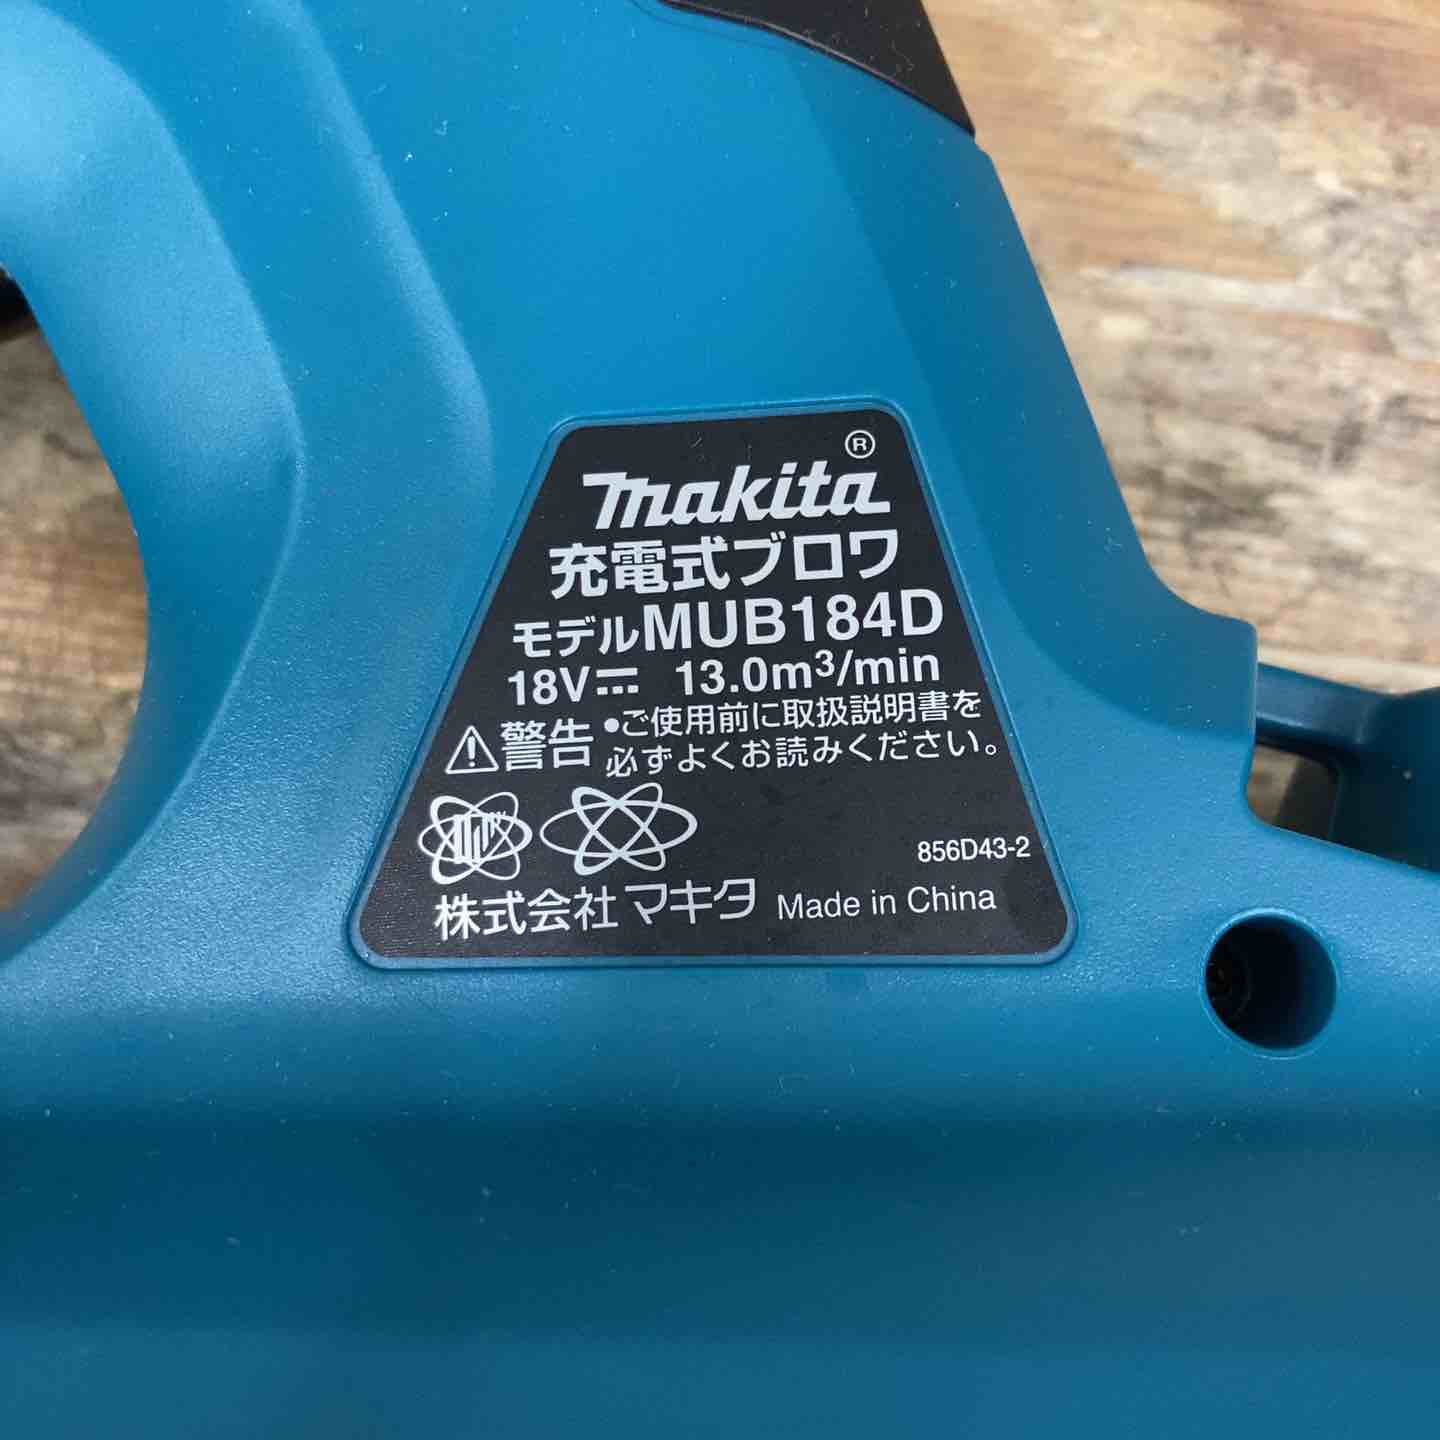 makita®
充電式ブロワ
モデルMUB184D
18V⎓ 13.0m³/min
⚠警告 •ご使用前に取扱説明書を
必ずよくお読みください。
856D43-2
株式会社マキタ Made in China